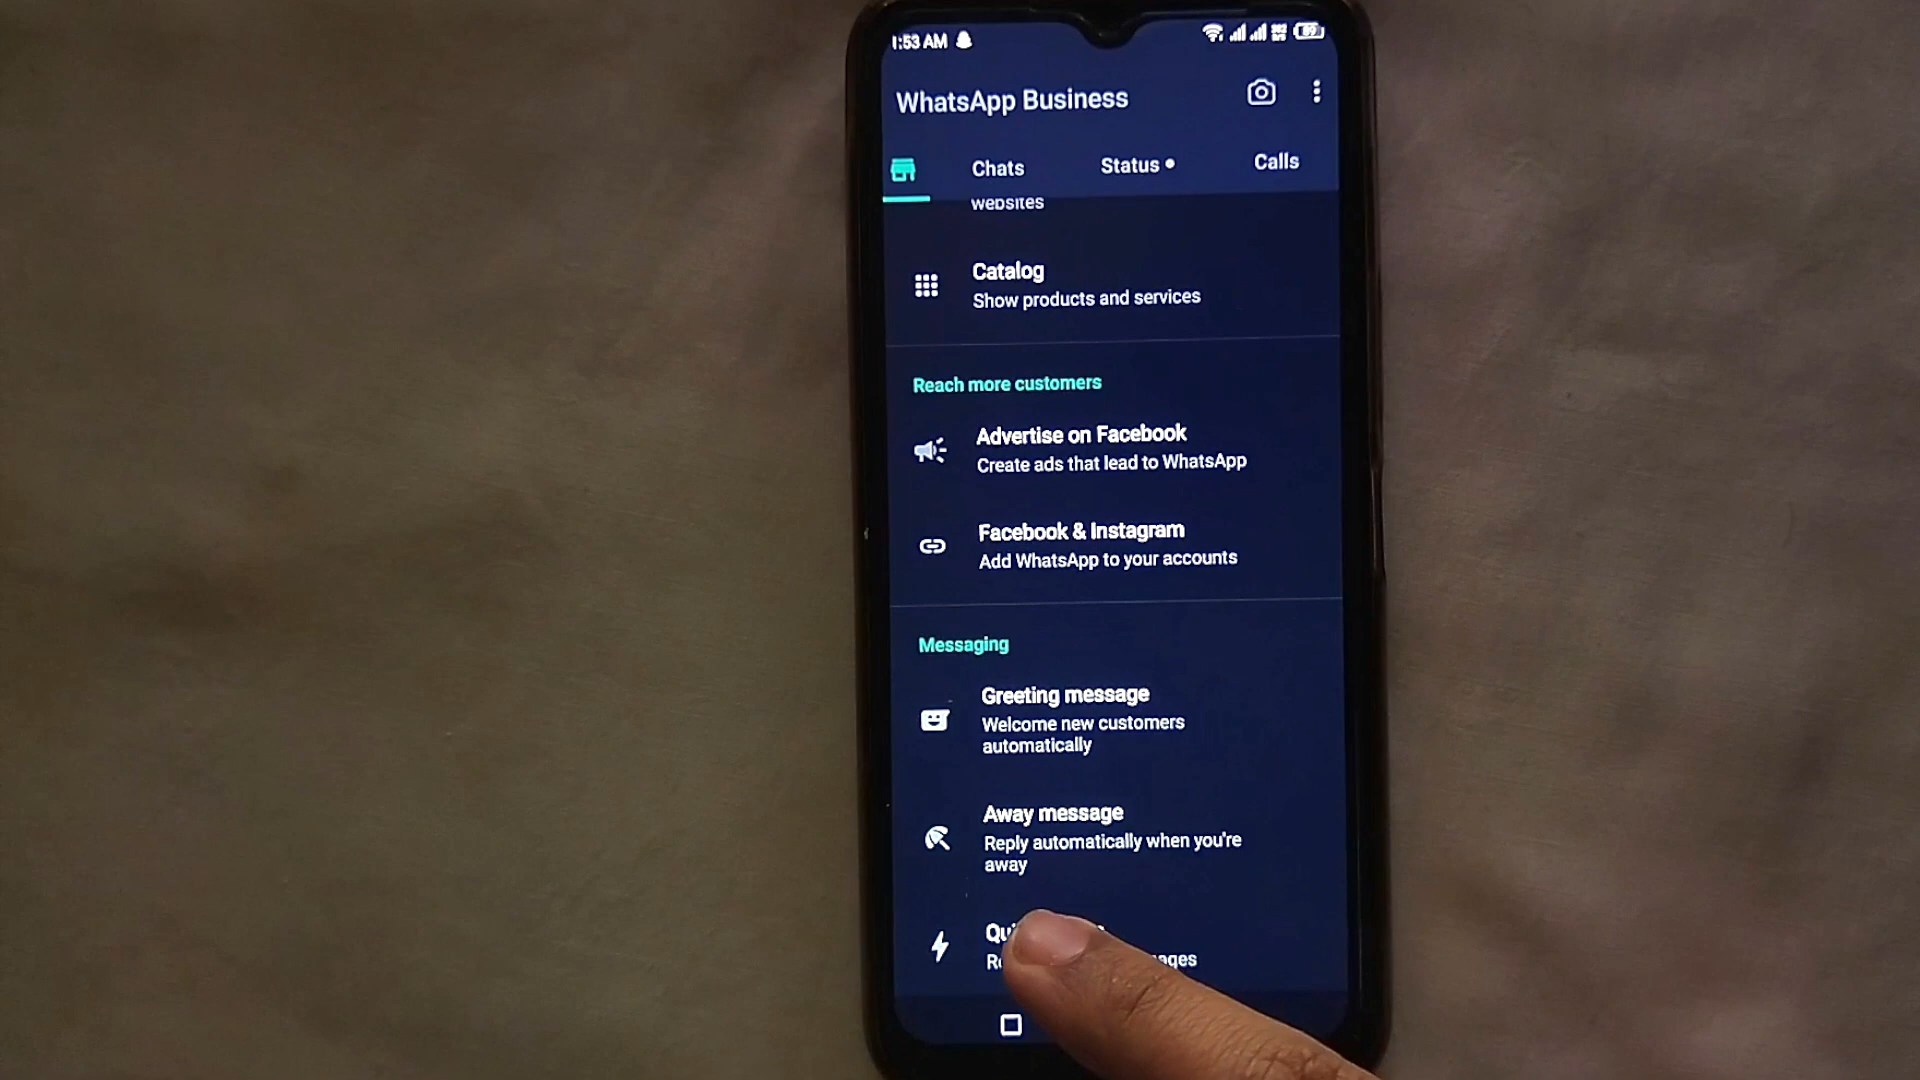 1:53 AM
89
WhatsApp Business
Chats
Status
Calls
websites
Catalog
Show products and services
Reach more customers
Advertise on Facebook
Create ads that lead to WhatsApp
Facebook & Instagram
Add WhatsApp to your accounts
Messaging
Greeting message
Welcome new customers
automatically
Away message
Reply automatically when you're
away